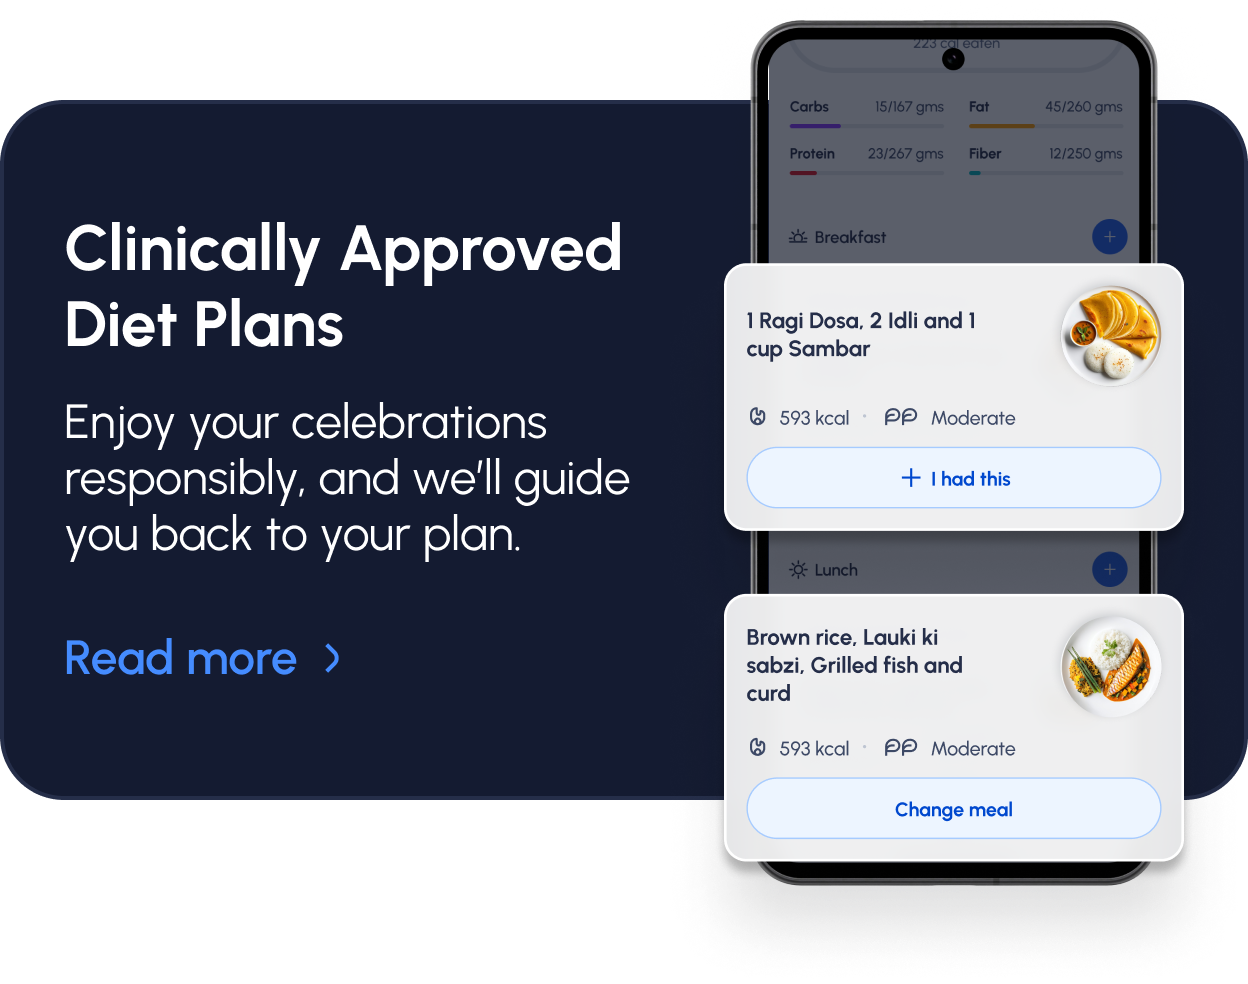 Clinically Approved
Diet Plans
Enjoy your celebrations
responsibly, and we'll guide
you back to your plan.
Read more
223 cal eaten
Carbs 15/167 gms Fat 45/260 gms
Protein 23/267 gms Fiber 12/250 gms
Breakfast
1 Ragi Dosa, 2 Idli and 1
cup Sambar
593 kcal · Moderate
+ I had this
Lunch
Brown rice, Lauki ki
sabzi, Grilled fish and
curd
593 kcal · Moderate
Change meal